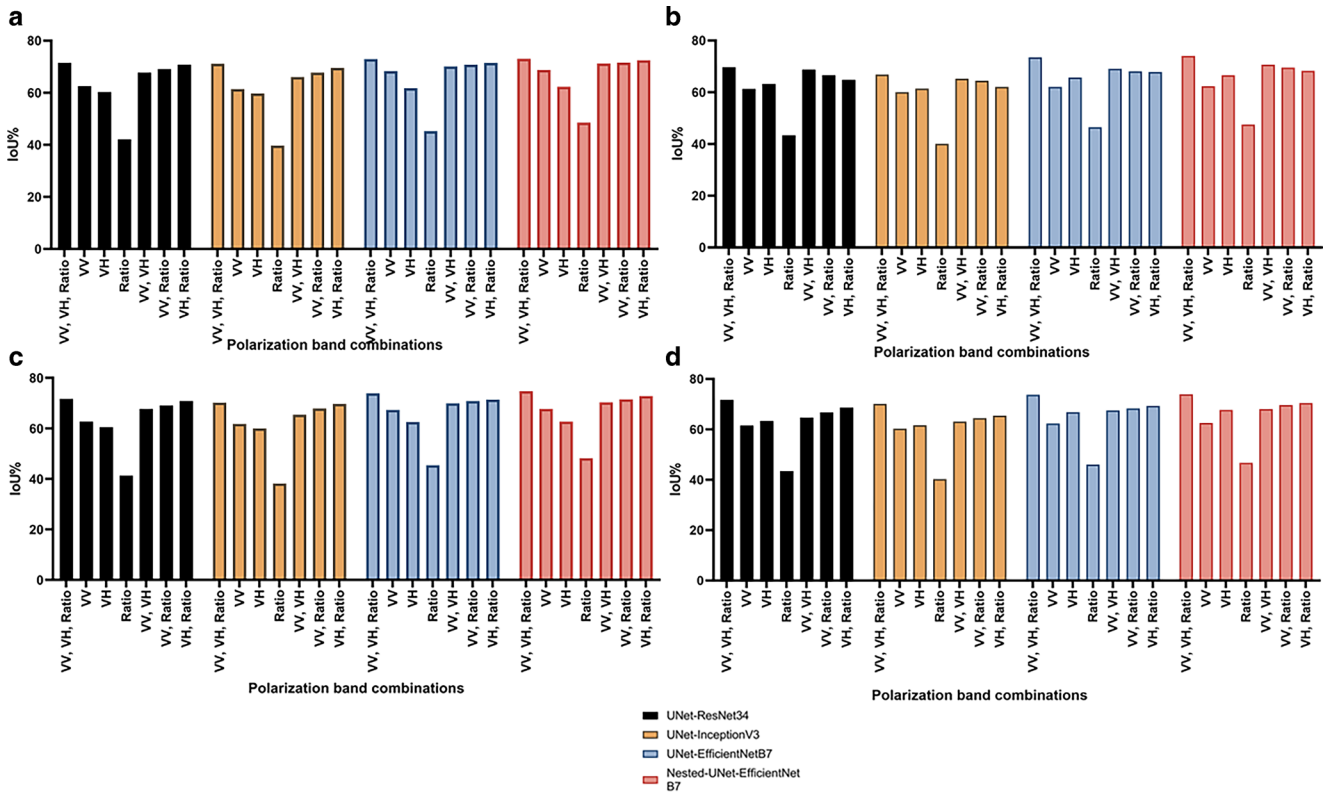 a
80
60
40
20
0
IoU%
VV, VH, Ratio
VV
VH
Ratio
VV, VH
VV, Ratio
VH, Ratio
VV, VH, Ratio
VV
VH
Ratio
VV, VH
VV, Ratio
VH, Ratio
VV, VH, Ratio
VV
VH
Ratio
VV, VH
VV, Ratio
VH, Ratio
VV, VH, Ratio
VV
VH
Ratio
VV, VH
VV, Ratio
VH, Ratio
Polarization band combinations
b
80
60
40
20
0
IoU%
VV, VH, Ratio
VV
VH
Ratio
VV, VH
VV, Ratio
VH, Ratio
VV, VH, Ratio
VV
VH
Ratio
VV, VH
VV, Ratio
VH, Ratio
VV, VH, Ratio
VV
VH
Ratio
VV, VH
VV, Ratio
VH, Ratio
VV, VH, Ratio
VV
VH
Ratio
VV, VH
VV, Ratio
VH, Ratio
Polarization band combinations
c
80
60
40
20
0
IoU%
VV, VH, Ratio
VV
VH
Ratio
VV, VH
VV, Ratio
VH, Ratio
VV, VH, Ratio
VV
VH
Ratio
VV, VH
VV, Ratio
VH, Ratio
VV, VH, Ratio
VV
VH
Ratio
VV, VH
VV, Ratio
VH, Ratio
VV, VH, Ratio
VV
VH
Ratio
VV, VH
VV, Ratio
VH, Ratio
Polarization band combinations
d
80
60
40
20
0
IoU%
VV, VH, Ratio
VV
VH
Ratio
VV, VH
VV, Ratio
VH, Ratio
VV, VH, Ratio
VV
VH
Ratio
VV, VH
VV, Ratio
VH, Ratio
VV, VH, Ratio
VV
VH
Ratio
VV, VH
VV, Ratio
VH, Ratio
VV, VH, Ratio
VV
VH
Ratio
VV, VH
VV, Ratio
VH, Ratio
Polarization band combinations
UNet-ResNet34
UNet-InceptionV3
UNet-EfficientNetB7
Nested-UNet-EfficientNet
B7